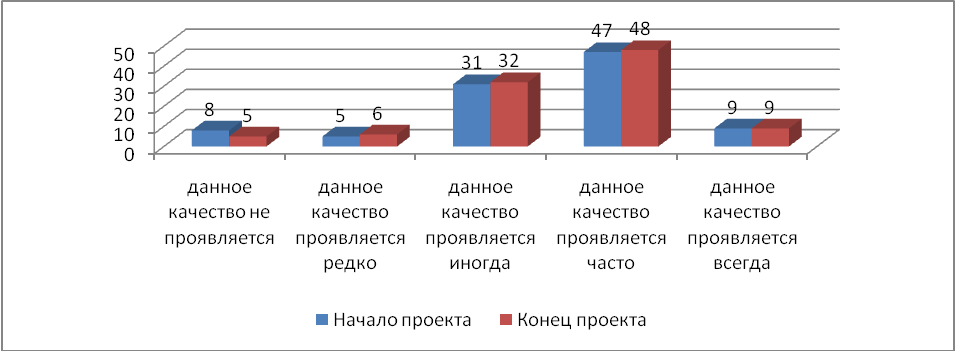 50
40
30
20
10
0
8 5 5 6 31 32 47 48 9 9
данное качество не проявляется
данное качество проявляется редко
данное качество проявляется иногда
данное качество проявляется часто
данное качество проявляется всегда
Начало проекта Конец проекта